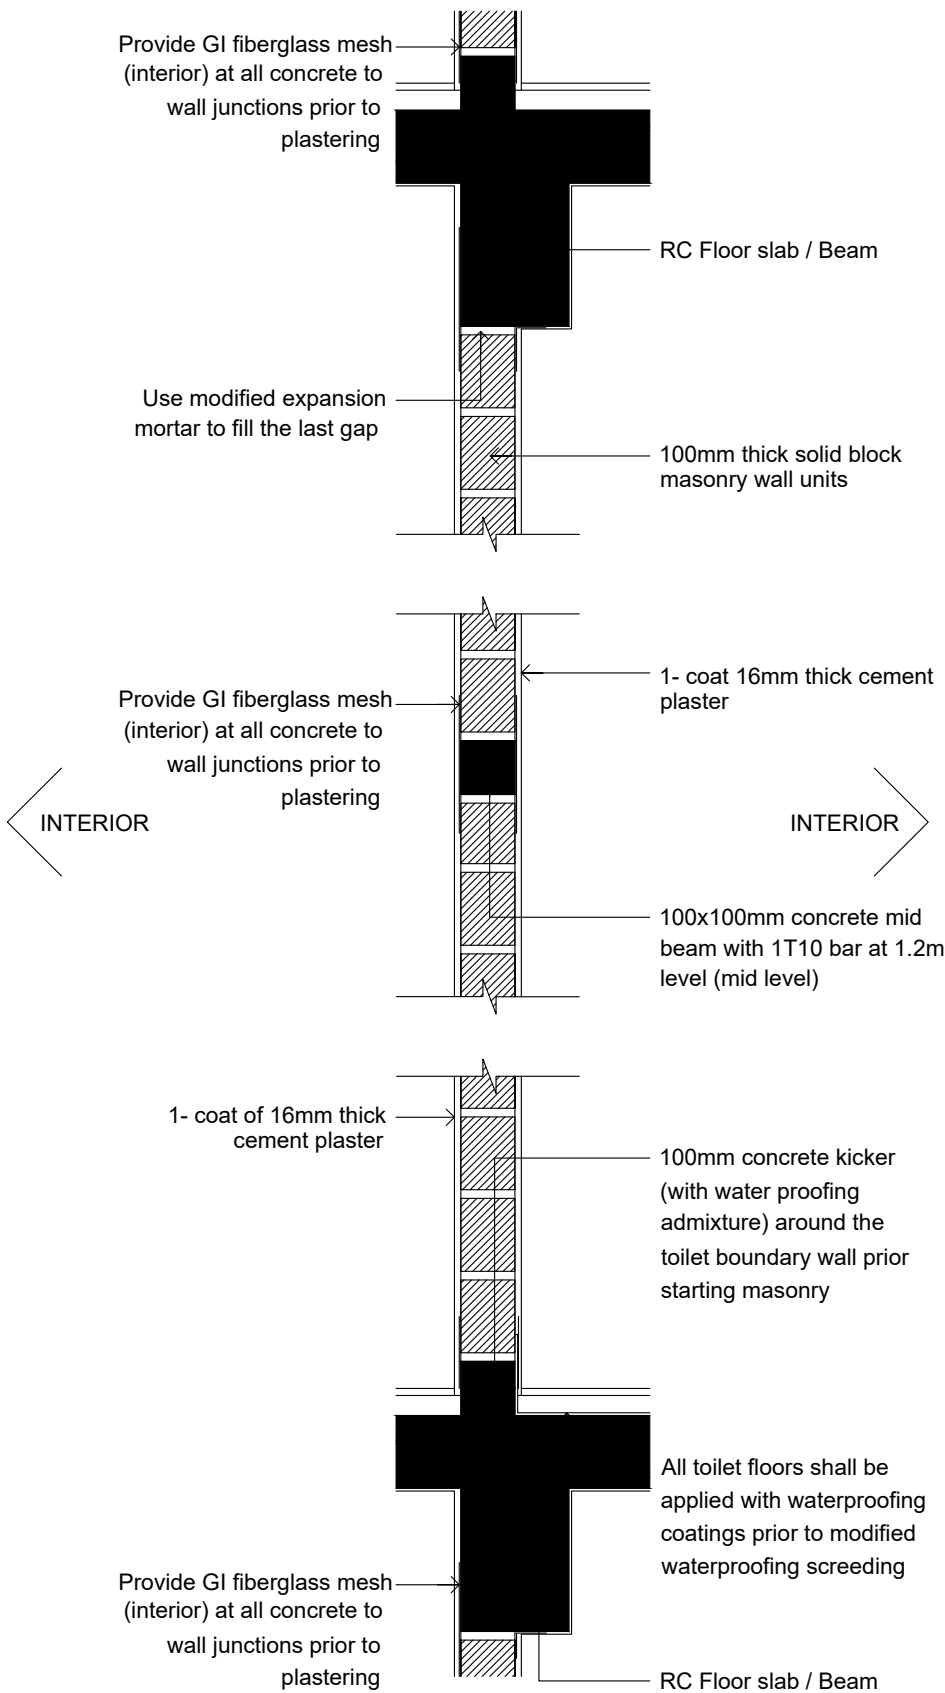 Provide GI fiberglass mesh
(interior) at all concrete to
wall junctions prior to
plastering
RC Floor slab / Beam
Use modified expansion
mortar to fill the last gap
100mm thick solid block
masonry wall units
1- coat 16mm thick cement
plaster
Provide GI fiberglass mesh
(interior) at all concrete to
wall junctions prior to
plastering
INTERIOR
INTERIOR
100x100mm concrete mid
beam with 1T10 bar at 1.2m
level (mid level)
1- coat of 16mm thick
cement plaster
100mm concrete kicker
(with water proofing
admixture) around the
toilet boundary wall prior
starting masonry
All toilet floors shall be
applied with waterproofing
coatings prior to modified
waterproofing screeding
Provide GI fiberglass mesh
(interior) at all concrete to
wall junctions prior to
plastering
RC Floor slab / Beam